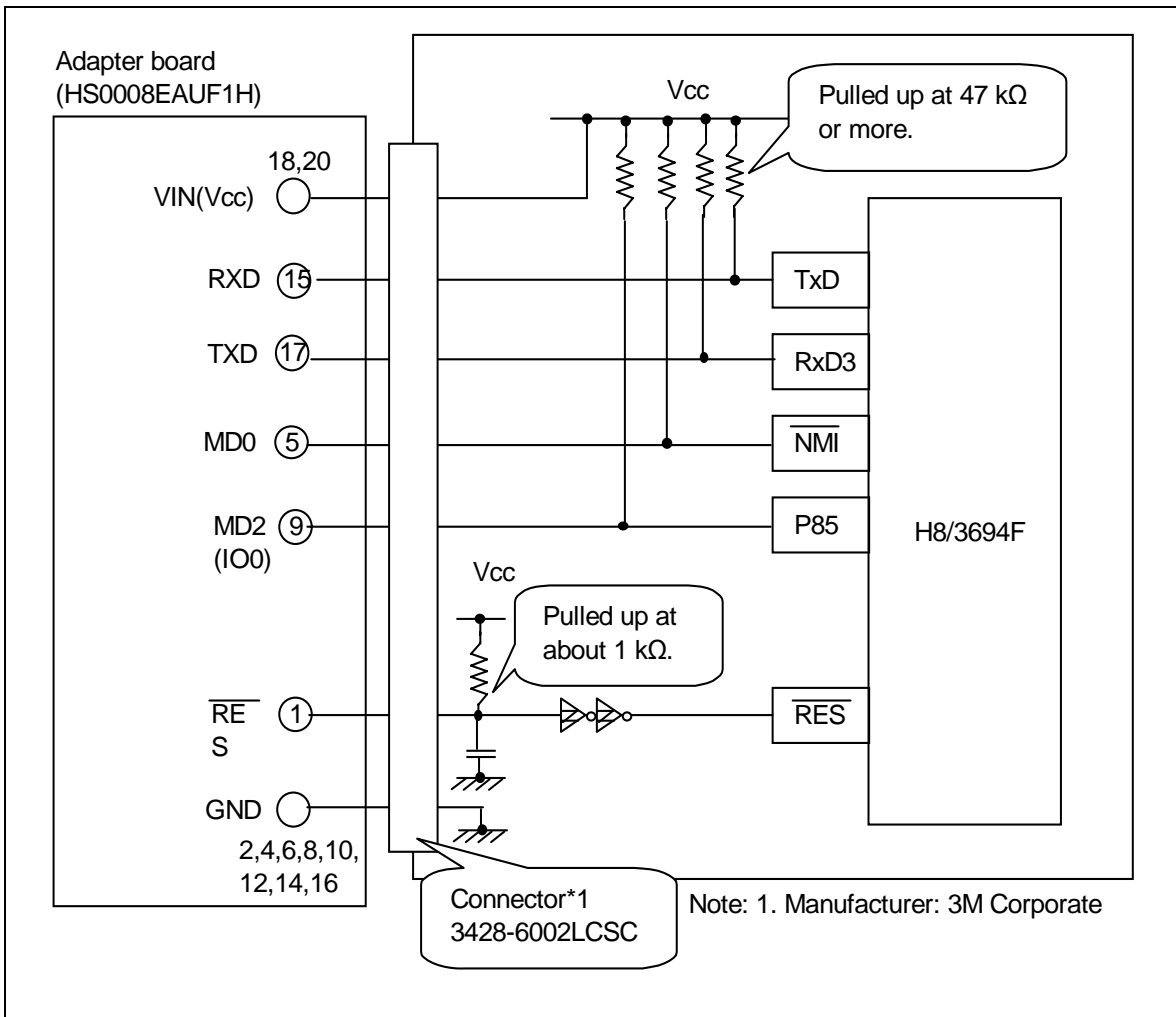 Adapter board
(HS0008EAUF1H)
Vcc
Pulled up at 47 kΩ
or more.
18,20
VIN(Vcc)
RXD 15
TxD
TXD 17
RxD3
MD0 5
NMI
MD2 9
(IO0)
P85
H8/3694F
Vcc
Pulled up at
about 1 kΩ.
RE 1
S
RES
GND
2,4,6,8,10,
12,14,16
Connector*1
3428-6002LCSC
Note: 1. Manufacturer: 3M Corporate